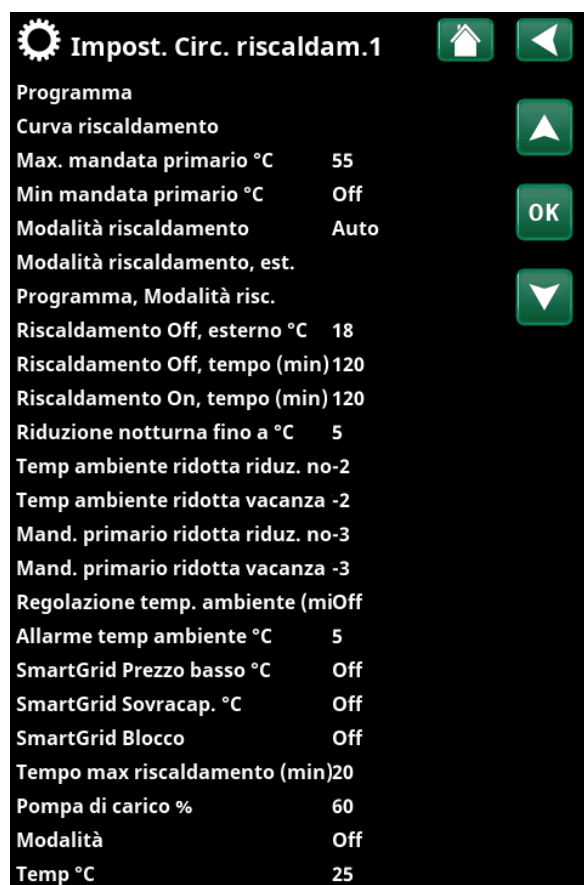 Impost. Circ. riscaldam.1
Programma
Curva riscaldamento
Max. mandata primario °C 55
Min mandata primario °C Off
Modalità riscaldamento Auto
Modalità riscaldamento, est.
Programma, Modalità risc.
Riscaldamento Off, esterno °C 18
Riscaldamento Off, tempo (min) 120
Riscaldamento On, tempo (min) 120
Riduzione notturna fino a °C 5
Temp ambiente ridotta riduz. no -2
Temp ambiente ridotta vacanza -2
Mand. primario ridotta riduz. no -3
Mand. primario ridotta vacanza -3
Regolazione temp. ambiente (mi Off
Allarme temp ambiente °C 5
SmartGrid Prezzo basso °C Off
SmartGrid Sovracap. °C Off
SmartGrid Blocco Off
Tempo max riscaldamento (min) 20
Pompa di carico % 60
Modalità Off
Temp °C 25
OK